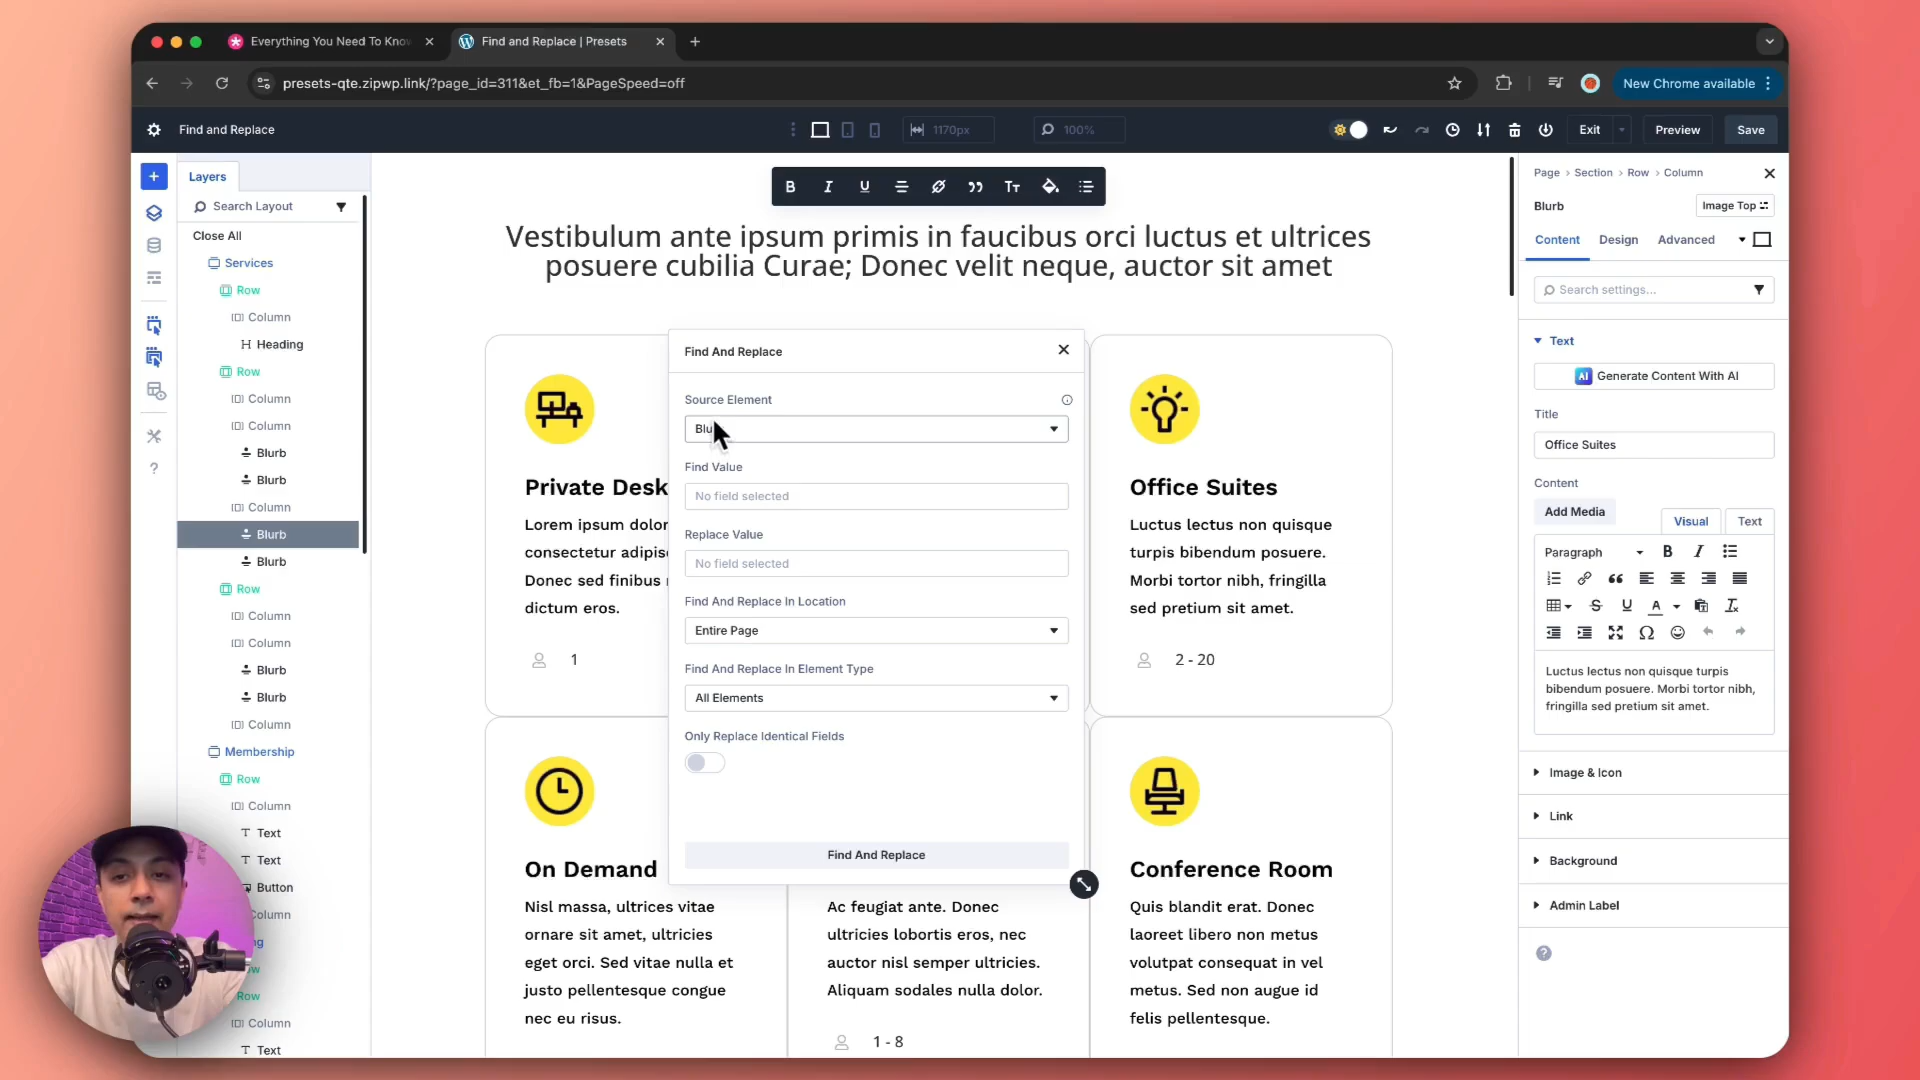 Everything You Need To Know
Find and Replace | Presets
presets-qte.zipwp.link/?page_id=311&et_fb=1&PageSpeed=off
New Chrome available
Find and Replace
1170px
100%
Exit
Preview
Save
Layers
Search Layout
Close All
Services
Row
Column
Heading
Row
Column
Column
Blurb
Blurb
Column
Blurb
Blurb
Row
Column
Column
Blurb
Blurb
Column
Membership
Row
Column
Text
Text
Button
Column
Row
Column
Text
Vestibulum ante ipsum primis in faucibus orci luctus et ultrices
posuere cubilia Curae; Donec velit neque, auctor sit amet
Private Desk
Lorem ipsum dolor
consectetur adipis
Donec sed finibus
dictum eros.
1
Office Suites
Luctus lectus non quisque
turpis bibendum posuere.
Morbi tortor nibh, fringilla
sed pretium sit amet.
2 - 20
On Demand
Nisl massa, ultrices vitae
ornare sit amet, ultricies
eget orci. Sed vitae nulla et
justo pellentesque congue
nec eu risus.
Ac feugiat ante. Donec
ultricies lobortis eros, nec
auctor nisl semper ultricies.
Aliquam sodales nulla dolor.
1 - 8
Conference Room
Quis blandit erat. Donec
laoreet libero non metus
volutpat consequat in vel
metus. Sed non augue id
felis pellentesque.
Find And Replace
Source Element
Blu
Find Value
No field selected
Replace Value
No field selected
Find And Replace In Location
Entire Page
Find And Replace In Element Type
All Elements
Only Replace Identical Fields
Find And Replace
Page > Section > Row > Column
Blurb
Image Top
Content
Design
Advanced
Search settings...
Text
AI Generate Content With AI
Title
Office Suites
Content
Add Media
Visual
Text
Paragraph
Luctus lectus non quisque turpis
bibendum posuere. Morbi tortor nibh,
fringilla sed pretium sit amet.
Image & Icon
Link
Background
Admin Label